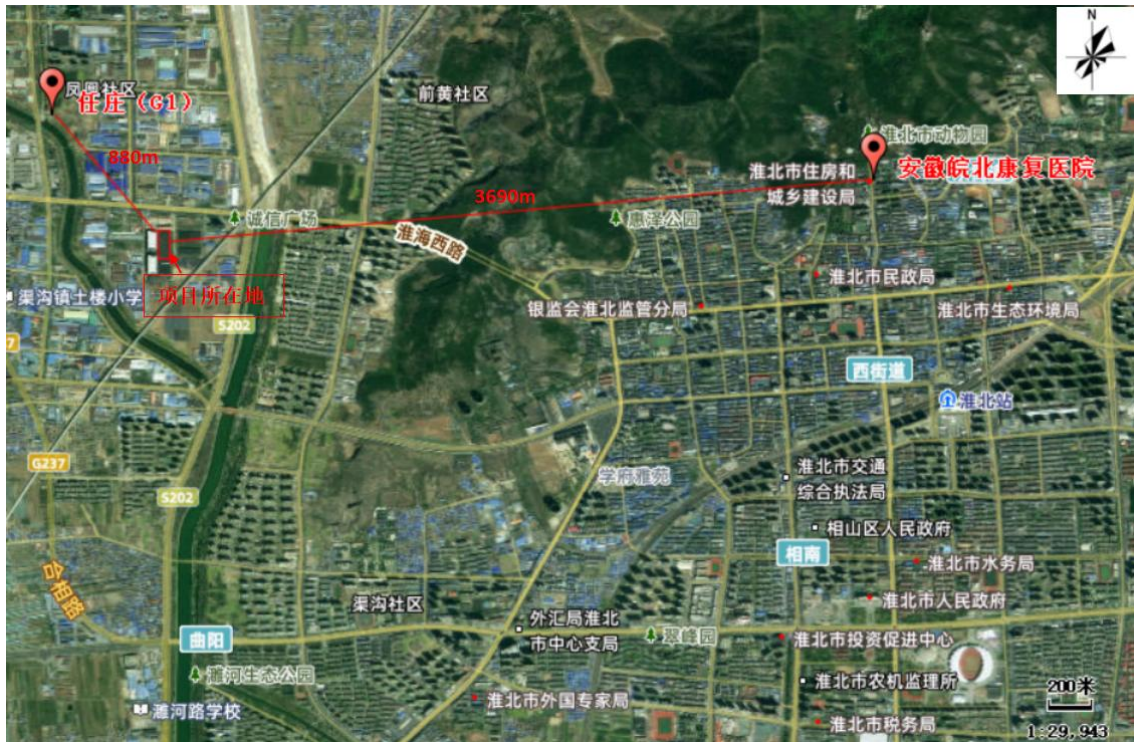 N
凤凰社区
任庄（G1）
前黄社区
880m
淮北市动物园
淮北市住房和
城乡建设局
安徽皖北康复医院
3690m
诚信广场
惠泽公园
淮海西路
项目所在地
渠沟镇土楼小学
淮北市民政局
银监会淮北监管分局
淮北市生态环境局
S202
7
西街道
淮北站
G237
学府雅苑
淮北市交通
综合执法局
S202
相山区人民政府
相南
淮北市水务局
合相路
渠沟社区
淮北市人民政府
外汇局淮北
市中心支局
翠峰园
曲阳
淮北市投资促进中心
濉河生态公园
淮北市农机监理所
200米
濉河路学校
淮北市外国专家局
淮北市税务局
1:29,943